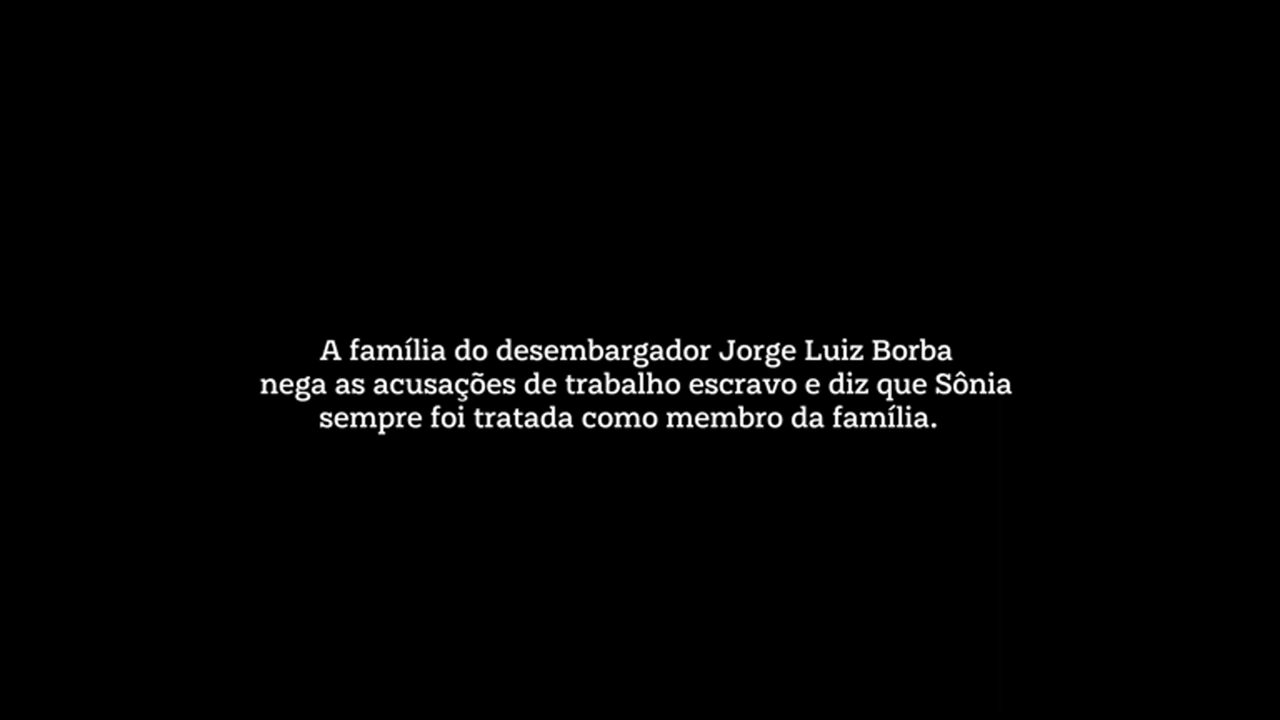 A família do desembargador Jorge Luiz Borba
nega as acusações de trabalho escravo e diz que Sônia
sempre foi tratada como membro da família.